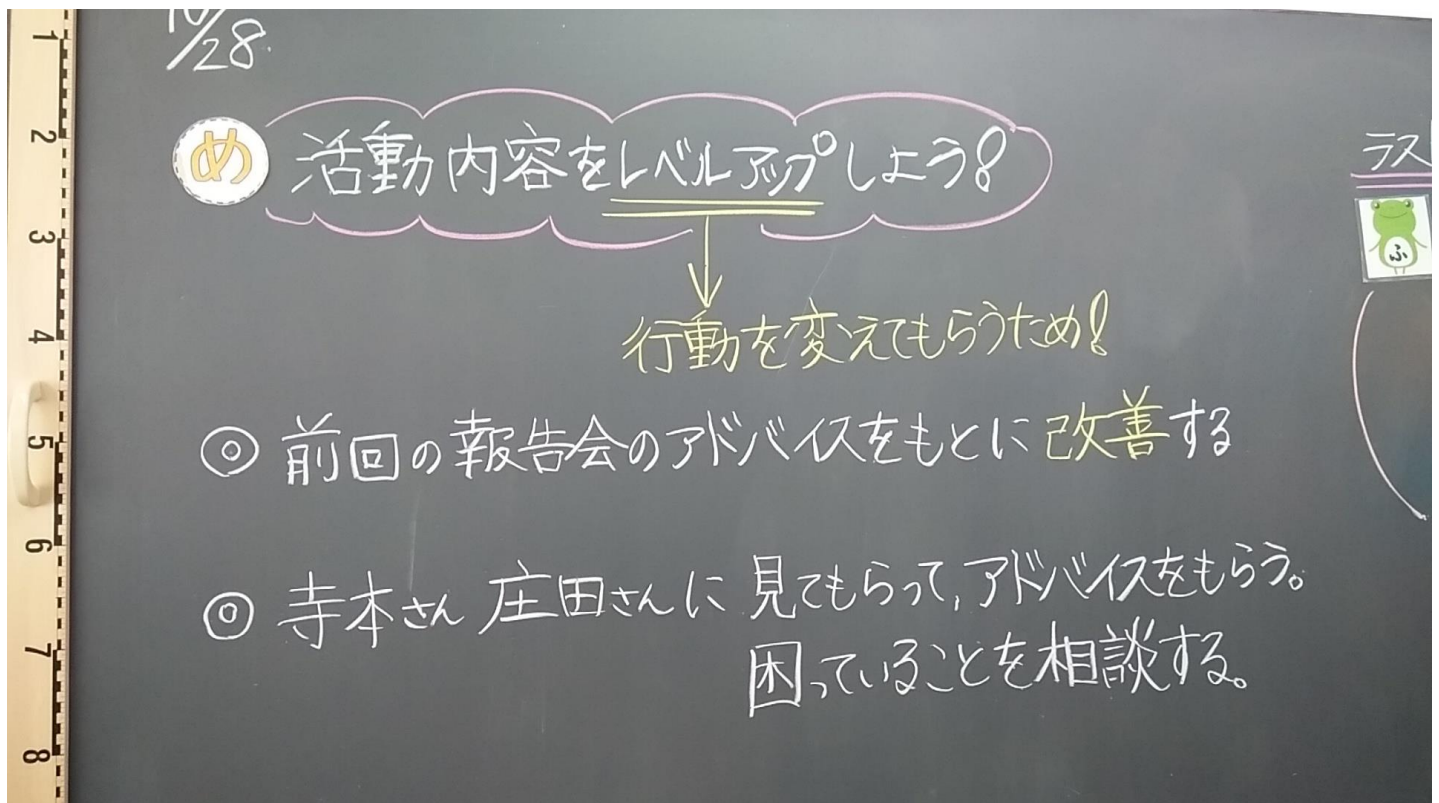 10/28.
め 活動内容をレベルアップしよう!
行動を変えてもらうため!
◎ 前回の報告会のアドバイスをもとに改善する
◎ 寺本さん 庄田さんに 見てもらって,アドバイスをもらう。
困っていることを相談する。
ラス
ふ
1
2
3
4
5
6
7
8